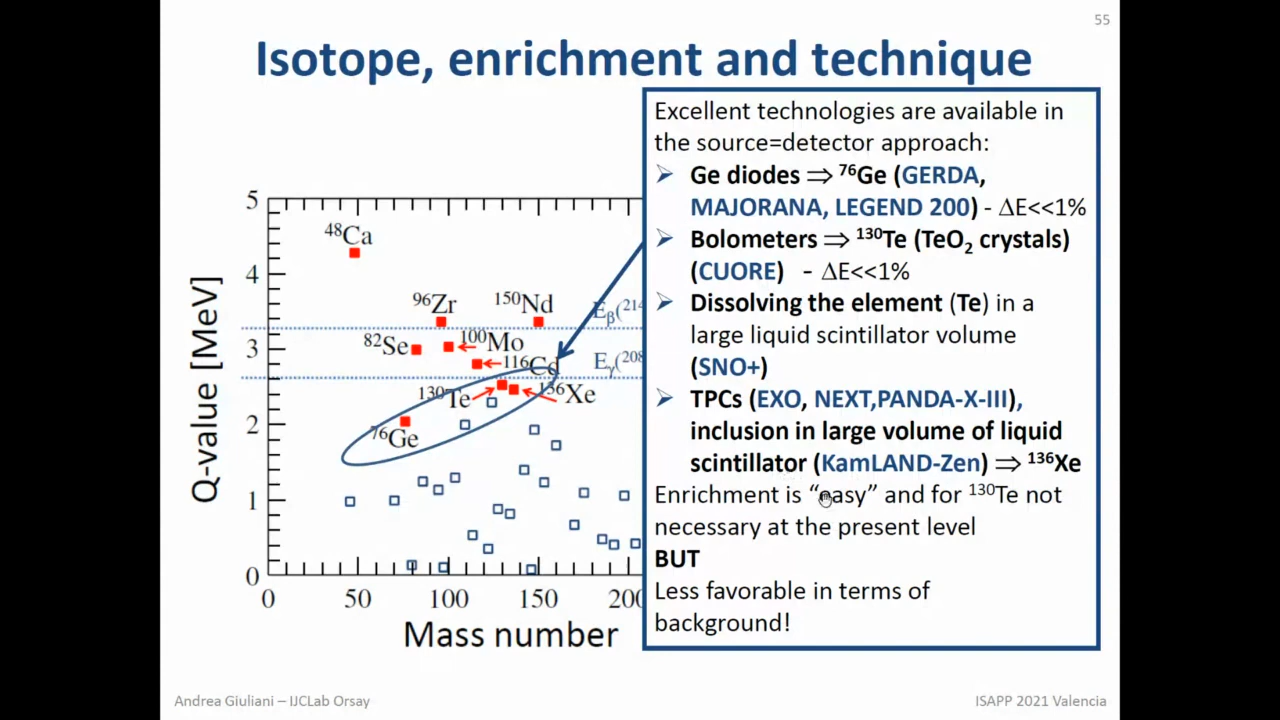 55
Isotope, enrichment and technique
Excellent technologies are available in
the source=detector approach:
➢ Ge diodes ⇒ ⁷⁶Ge (GERDA,
MAJORANA, LEGEND 200) - ΔE<<1%
➢ Bolometers ⇒ ¹³⁰Te (TeO₂ crystals)
(CUORE) - ΔE<<1%
➢ Dissolving the element (Te) in a
large liquid scintillator volume
(SNO+)
➢ TPCs (EXO, NEXT,PANDA-X-III),
inclusion in large volume of liquid
scintillator (KamLAND-Zen) ⇒ ¹³⁶Xe
Enrichment is “easy” and for ¹³⁰Te not
necessary at the present level
BUT
Less favorable in terms of
background!
Q-value [MeV]
5
4
3
2
1
0
⁴⁸Ca
⁹⁶Zr
¹⁵⁰Nd
Eβ(²¹⁴
⁸²Se
¹⁰⁰Mo
¹¹⁶Cd
Eγ(²⁰⁸
¹³⁰Te
¹³⁶Xe
⁷⁶Ge
0 50 100 150 200
Mass number
Andrea Giuliani – IJCLab Orsay
ISAPP 2021 Valencia